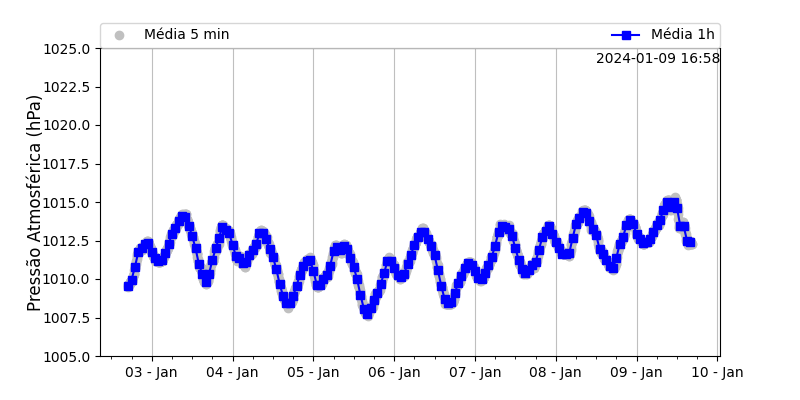 Média 5 min
Média 1h
2024-01-09 16:58
Pressão Atmosférica (hPa)
1025.0
1022.5
1020.0
1017.5
1015.0
1012.5
1010.0
1007.5
1005.0
03 - Jan
04 - Jan
05 - Jan
06 - Jan
07 - Jan
08 - Jan
09 - Jan
10 - Jan